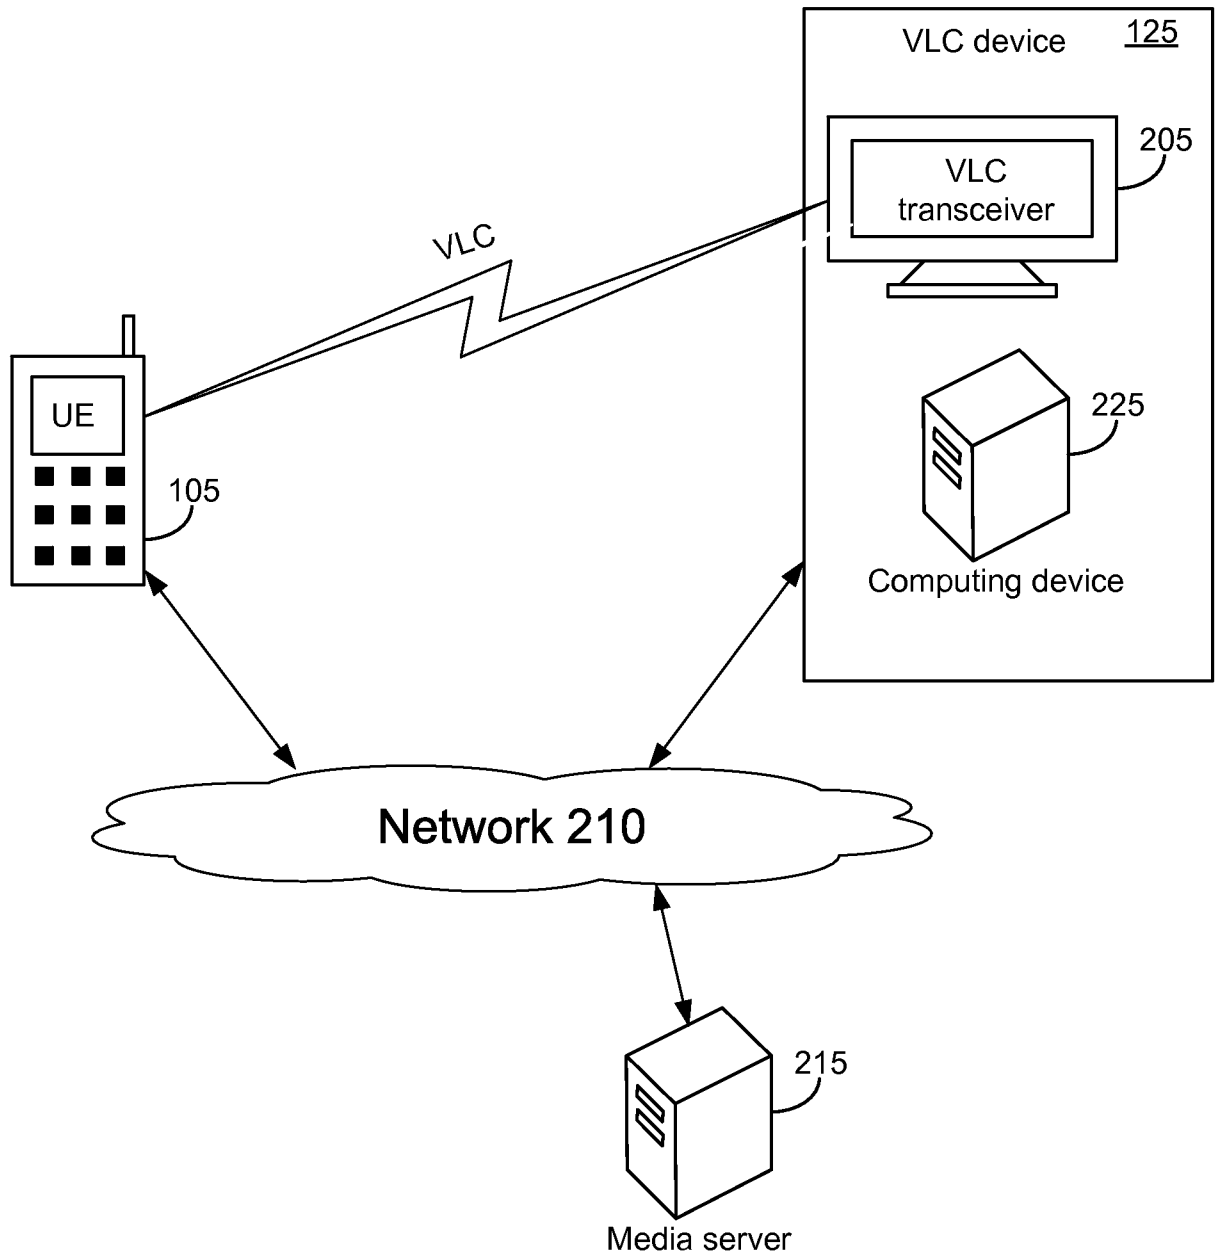 VLC device 125
205
VLC
transceiver
VLC
225
UE
105
Computing device
Network 210
215
Media server